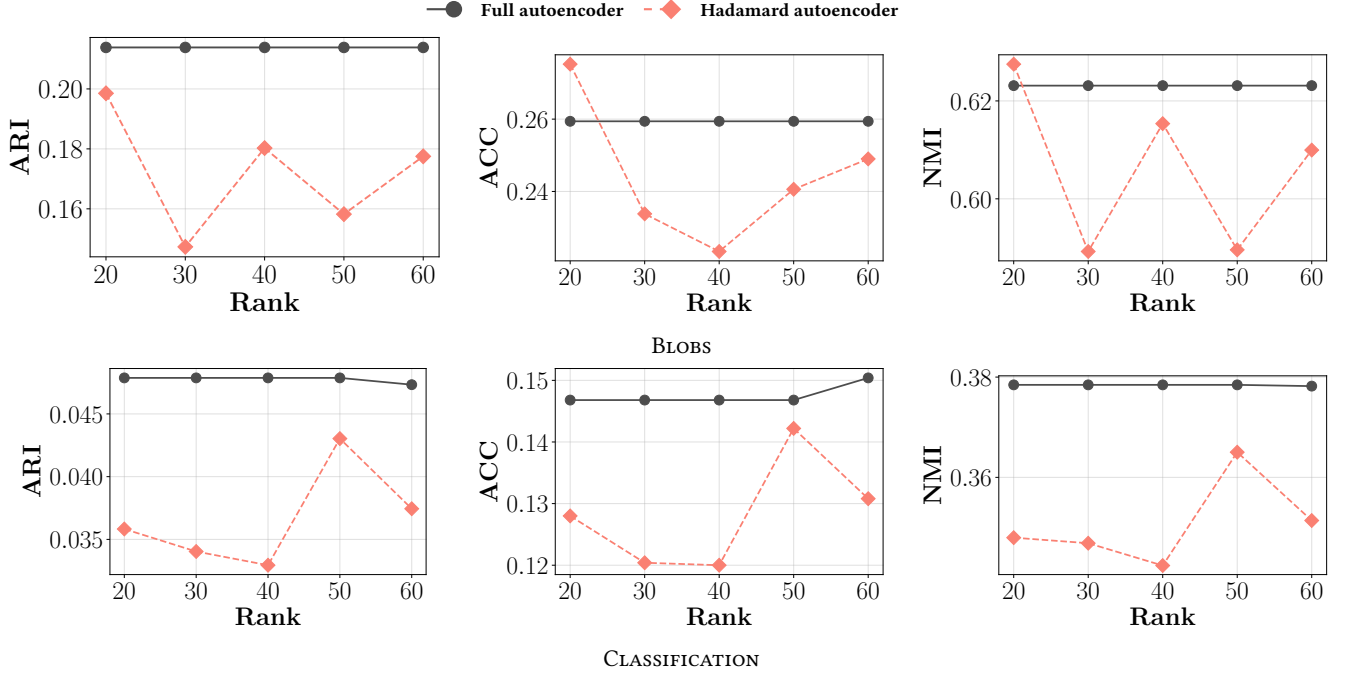 Full autoencoder Hadamard autoencoder
ARI
0.20
0.18
0.16
20 30 40 50 60
Rank
ACC
0.26
0.24
20 30 40 50 60
Rank
NMI
0.62
0.60
20 30 40 50 60
Rank
Blobs
ARI
0.045
0.040
0.035
20 30 40 50 60
Rank
ACC
0.15
0.14
0.13
0.12
20 30 40 50 60
Rank
NMI
0.38
0.36
20 30 40 50 60
Rank
Classification